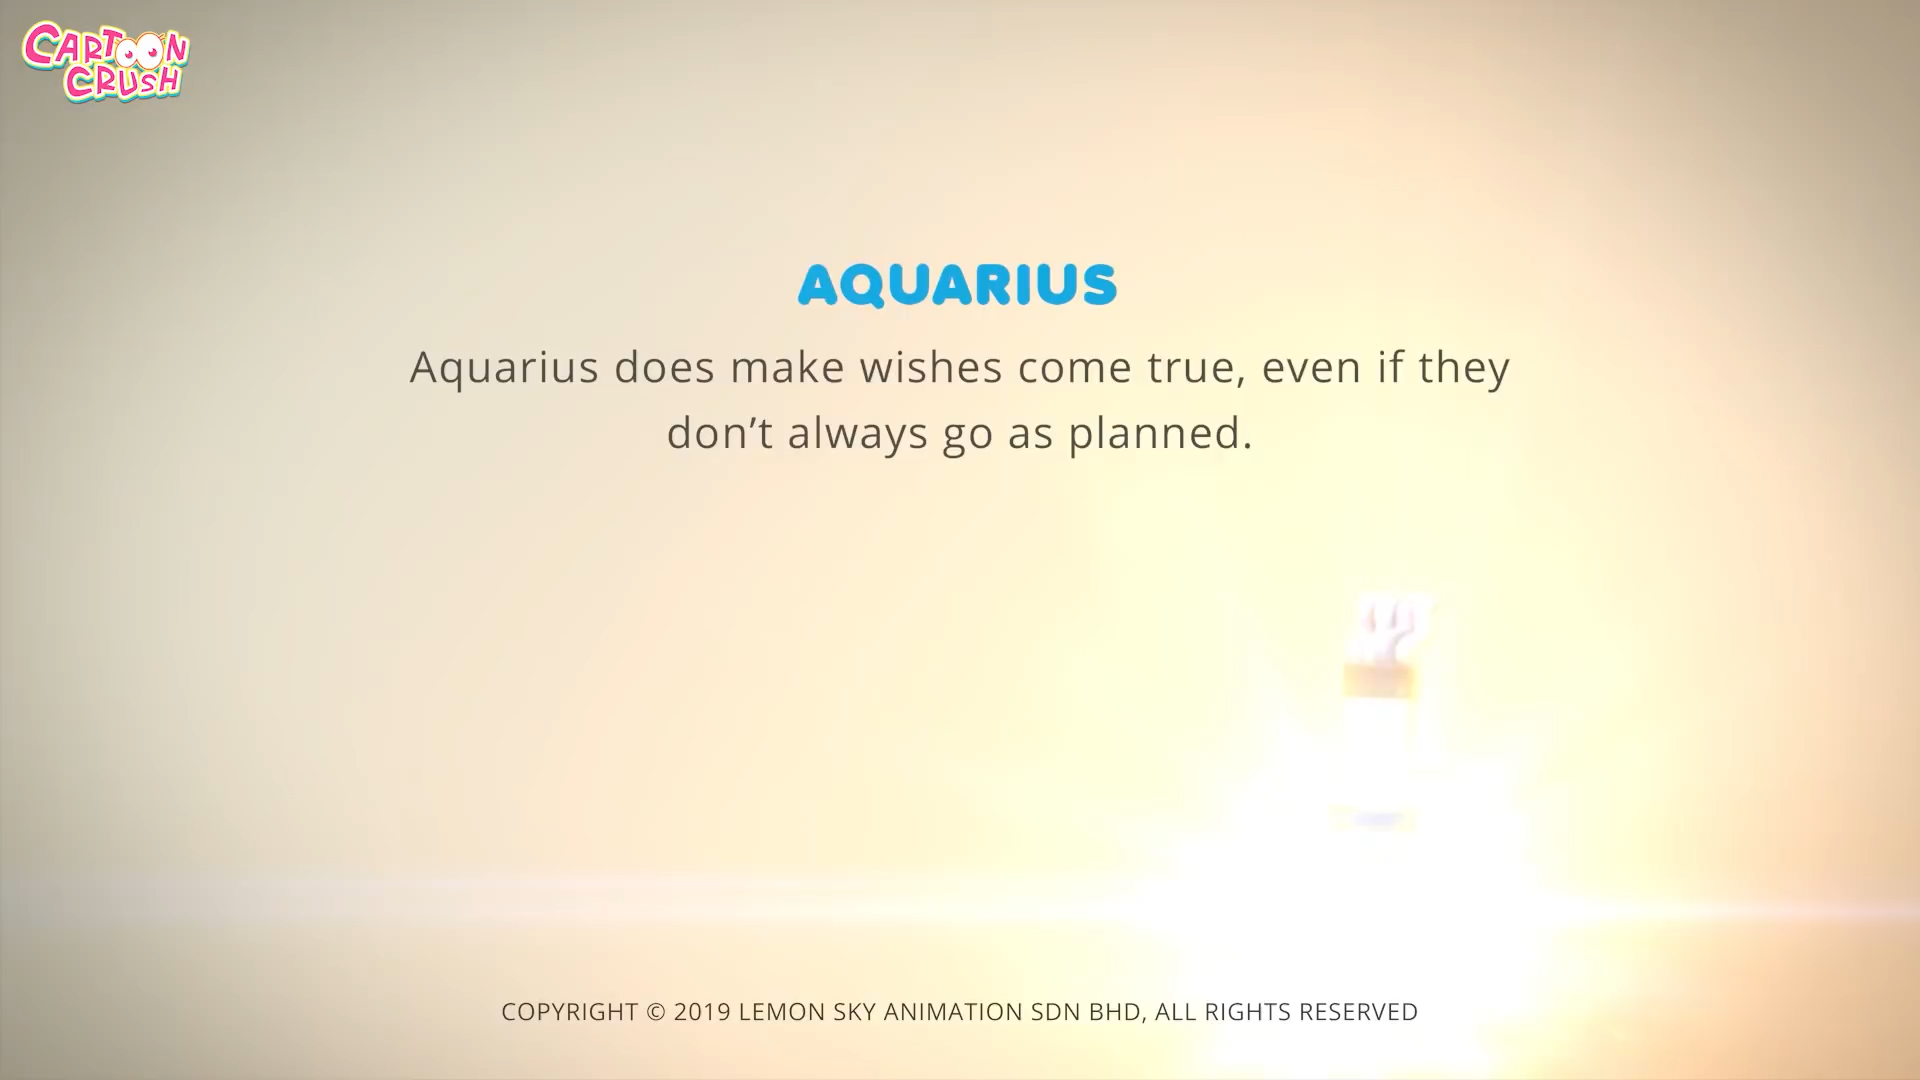 CARTOON
CRUSH
AQUARIUS
Aquarius does make wishes come true, even if they
don’t always go as planned.
COPYRIGHT © 2019 LEMON SKY ANIMATION SDN BHD, ALL RIGHTS RESERVED